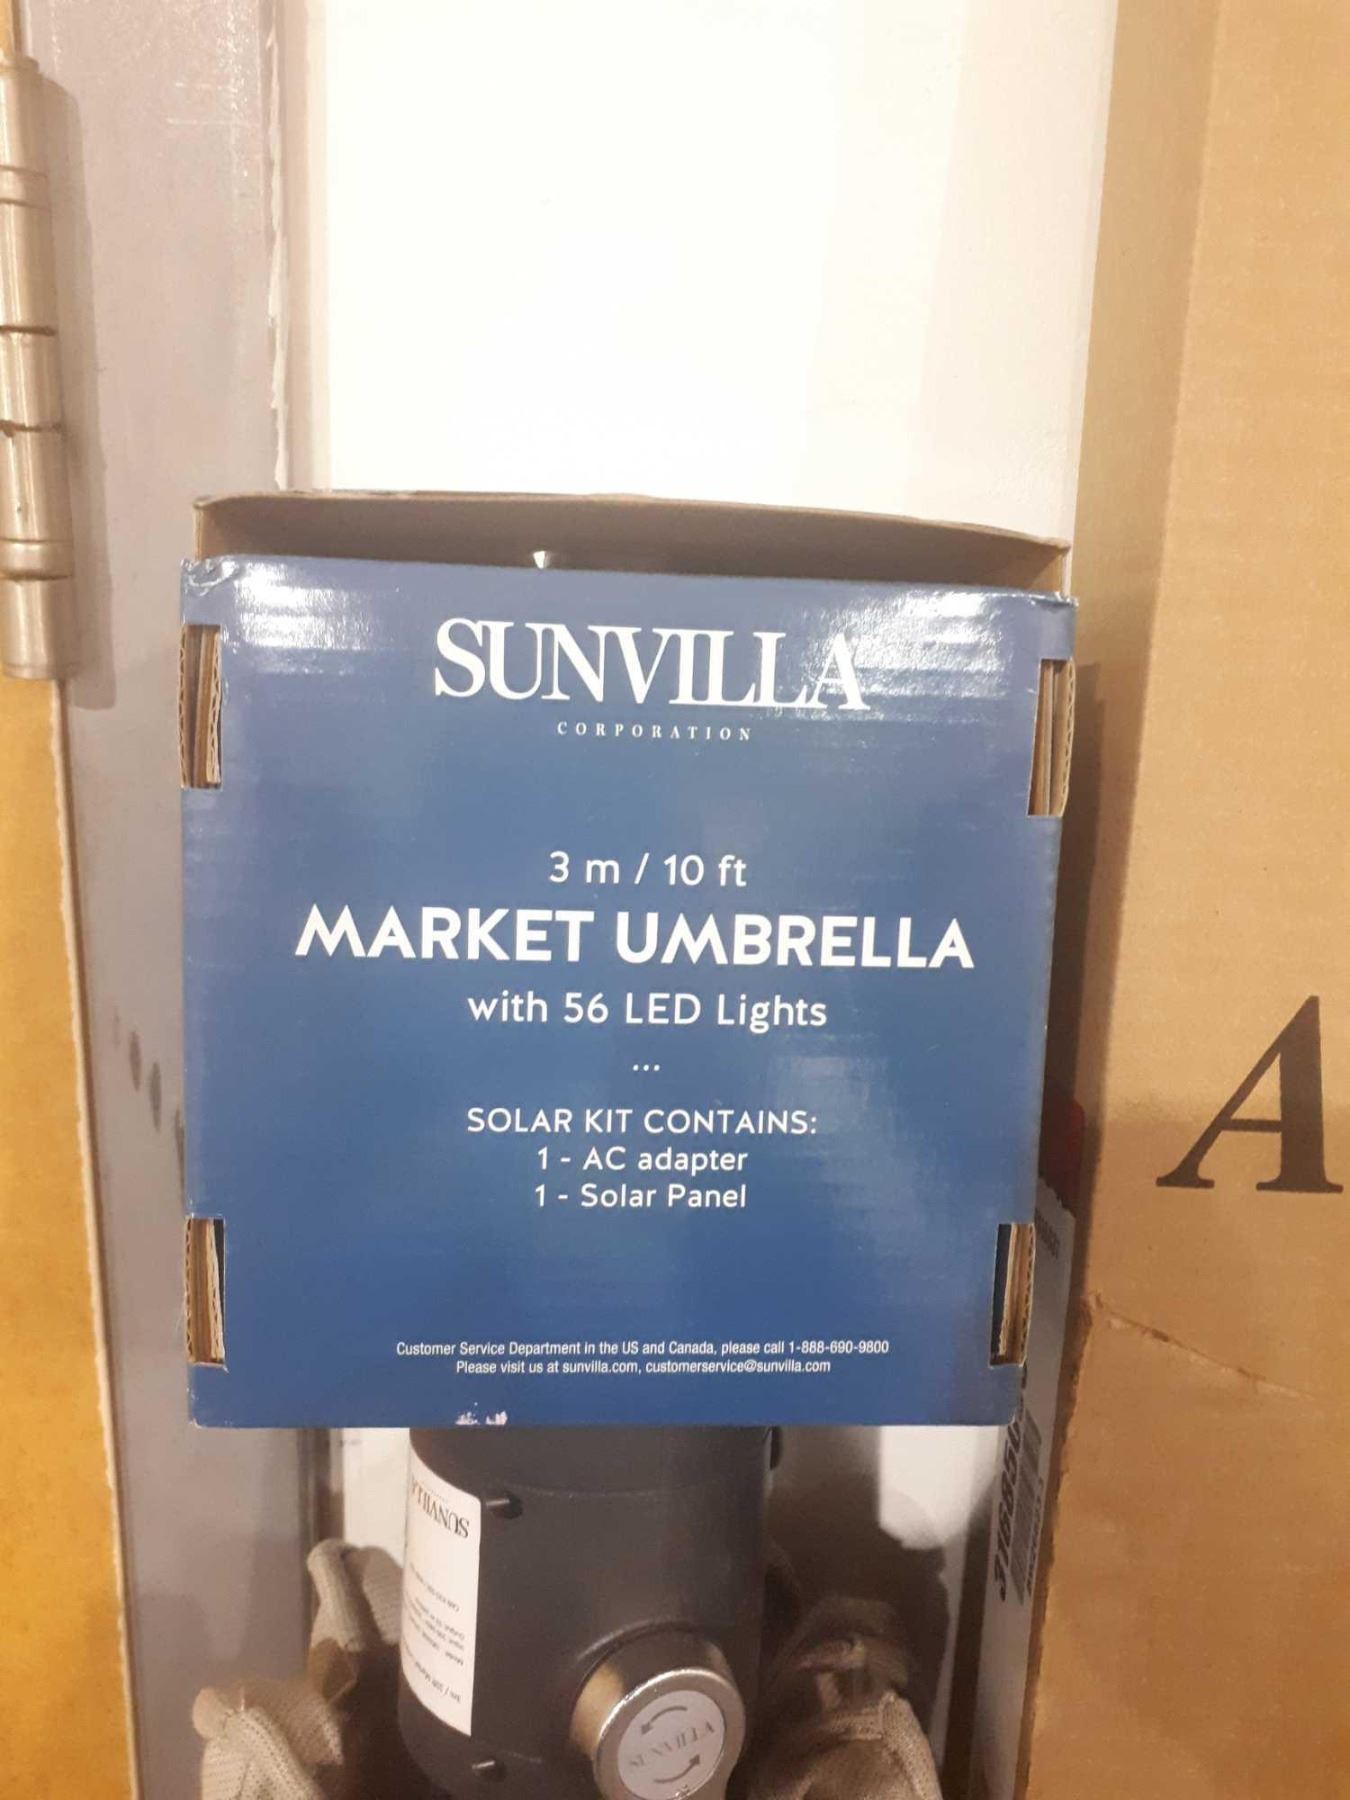 SUNVILLA
CORPORATION
3 m / 10 ft
MARKET UMBRELLA
with 56 LED Lights
...
SOLAR KIT CONTAINS:
1 - AC adapter
1 - Solar Panel
Customer Service Department in the US and Canada, please call 1-888-690-9800
Please visit us at sunvilla.com, customerservice@sunvilla.com
A
SUNVILLA
SUNVILLA